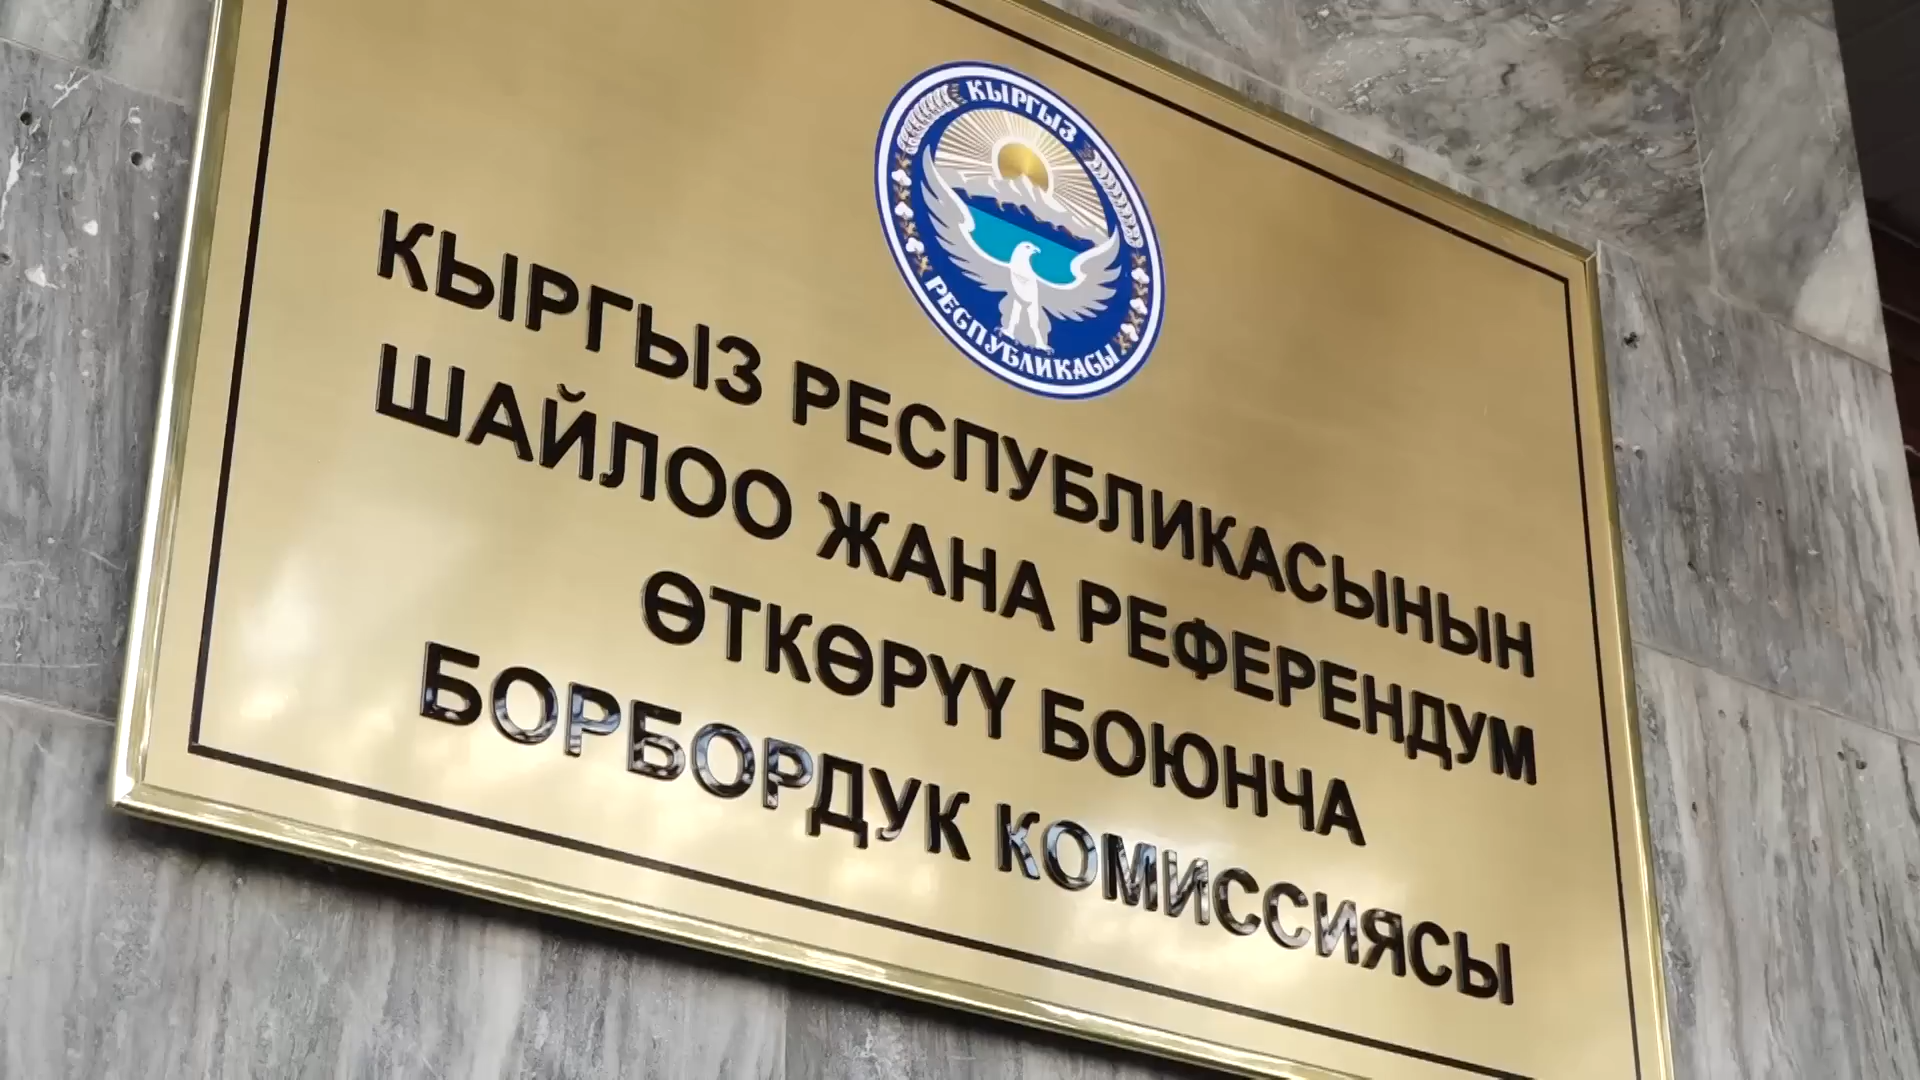 КЫРГЫЗ
РЕСПУБЛИКАСЫ
КЫРГЫЗ РЕСПУБЛИКАСЫНЫН
ШАЙЛОО ЖАНА РЕФЕРЕНДУМ
ӨТКӨРҮҮ БОЮНЧА
БОРБОРДУК КОМИССИЯСЫ